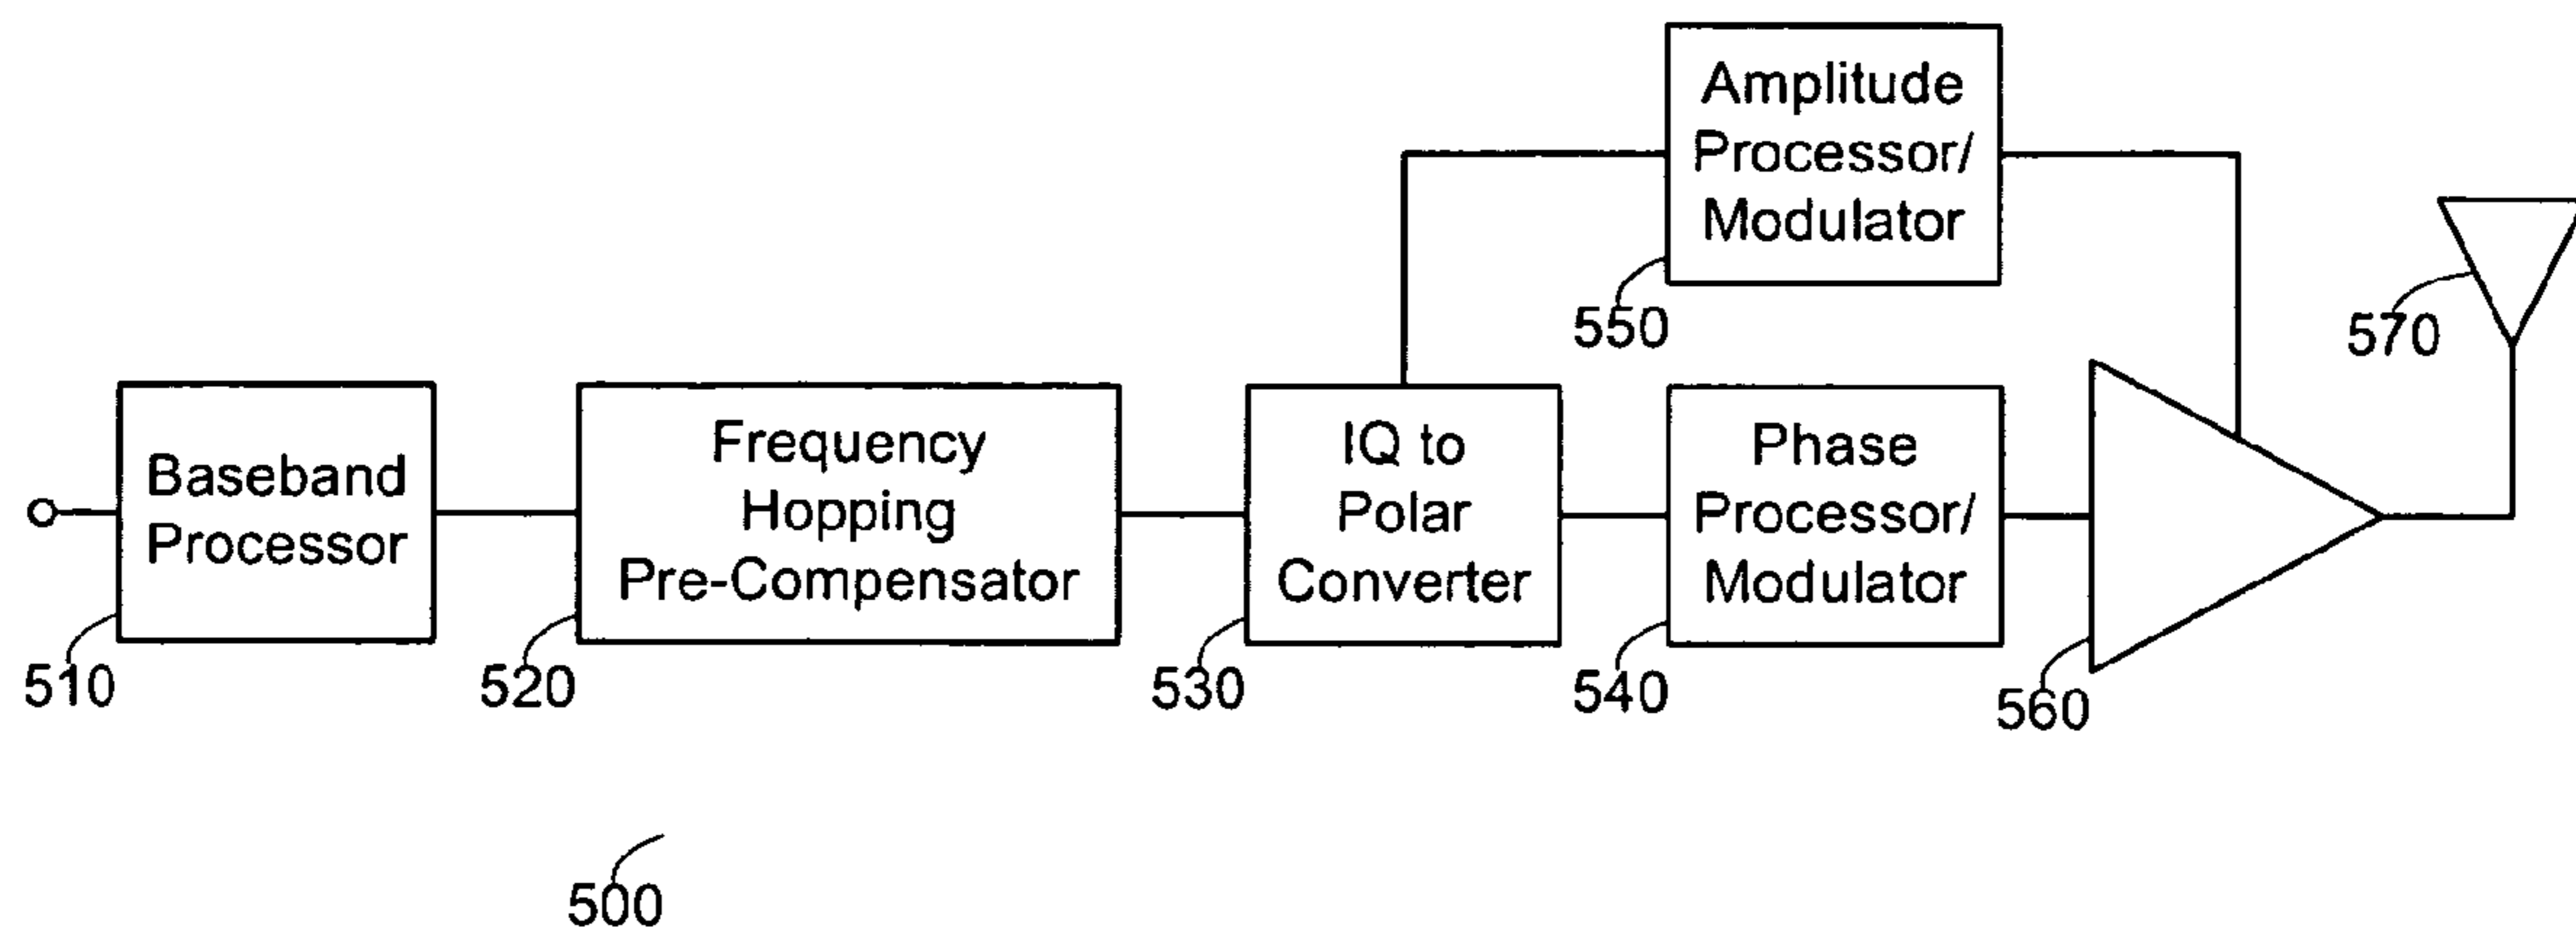 Amplitude
Processor/
Modulator
550
570
Baseband
Processor
510
Frequency
Hopping
Pre-Compensator
520
IQ to
Polar
Converter
530
Phase
Processor/
Modulator
540
560
500